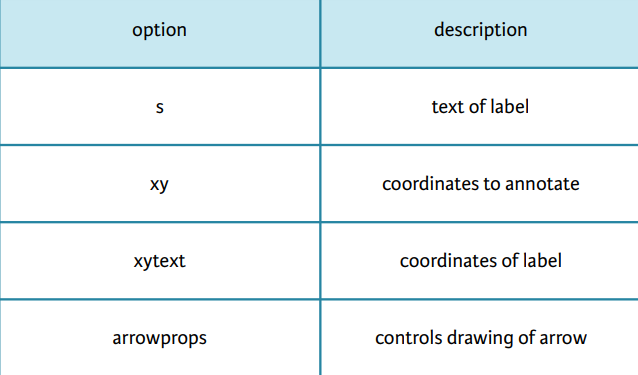 option description
s text of label
xy coordinates to annotate
xytext coordinates of label
arrowprops controls drawing of arrow